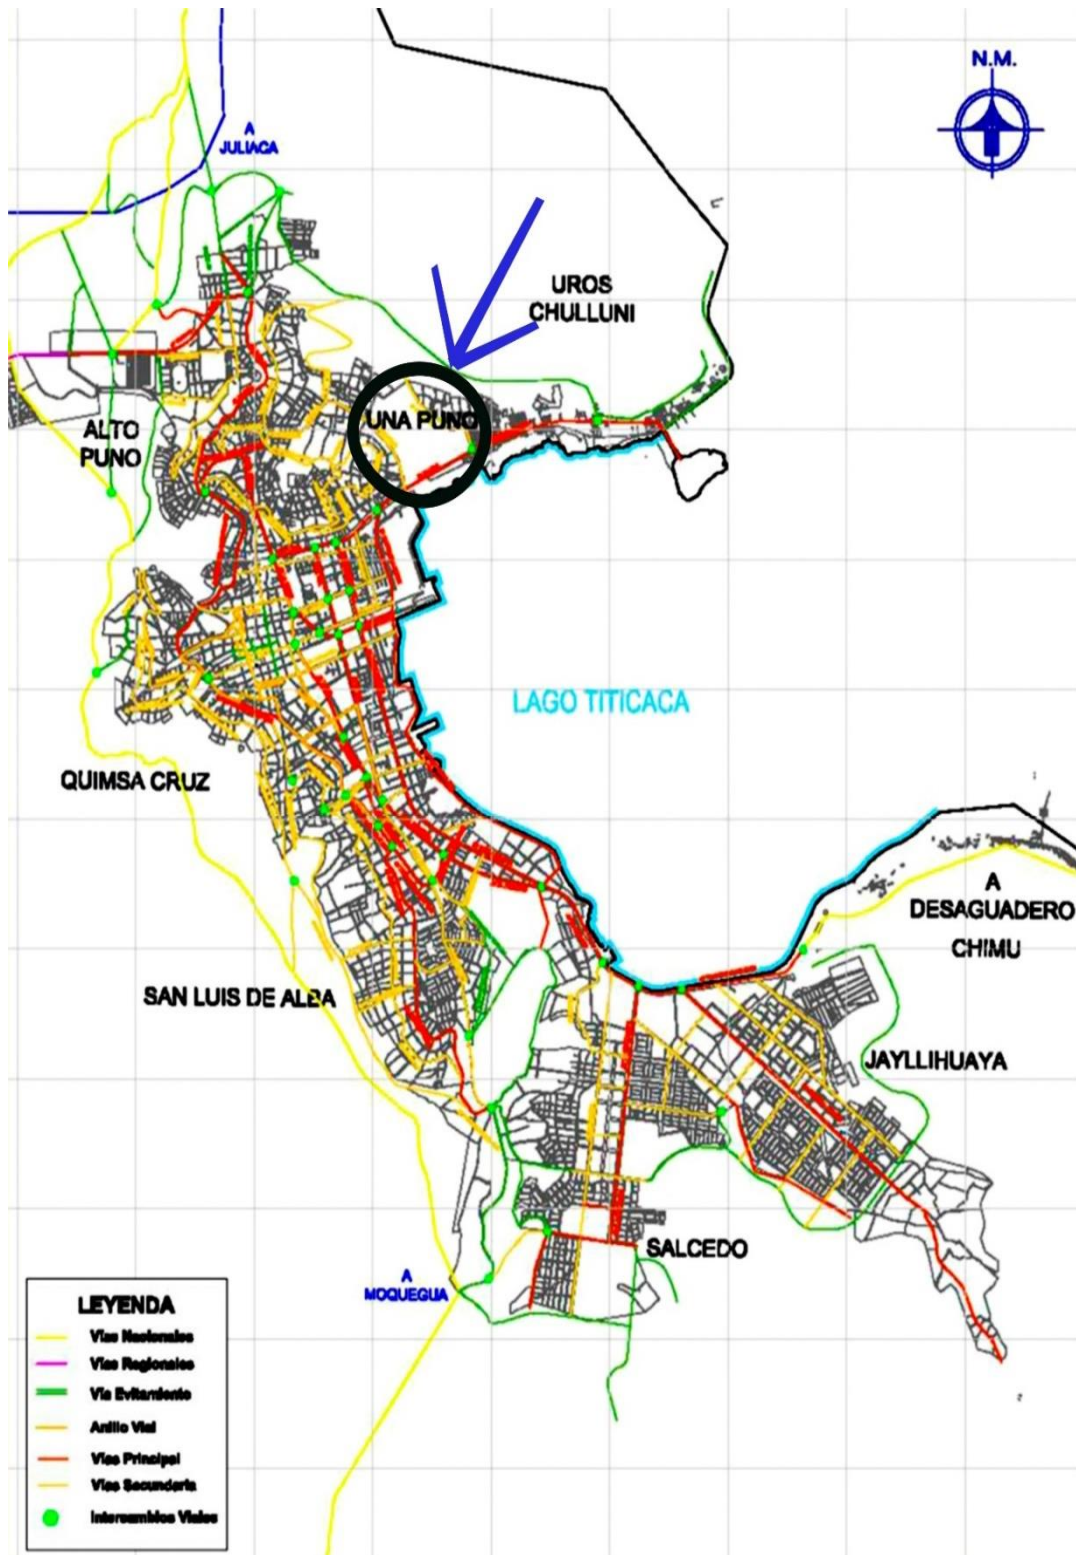 N.M.
A
JULIACA
UROS
CHULLUNI
UNA PUNO
ALTO
PUNO
LAGO TITICACA
QUIMSA CRUZ
A
DESAGUADERO
CHIMU
SAN LUIS DE ALBA
JAYLLIHUAYA
SALCEDO
A
MOQUEGUA
LEYENDA
Vias Nacionales
Vias Regionales
Via Evitamiento
Anillo Vial
Vias Principal
Vias Secundaria
Intercambios Viales